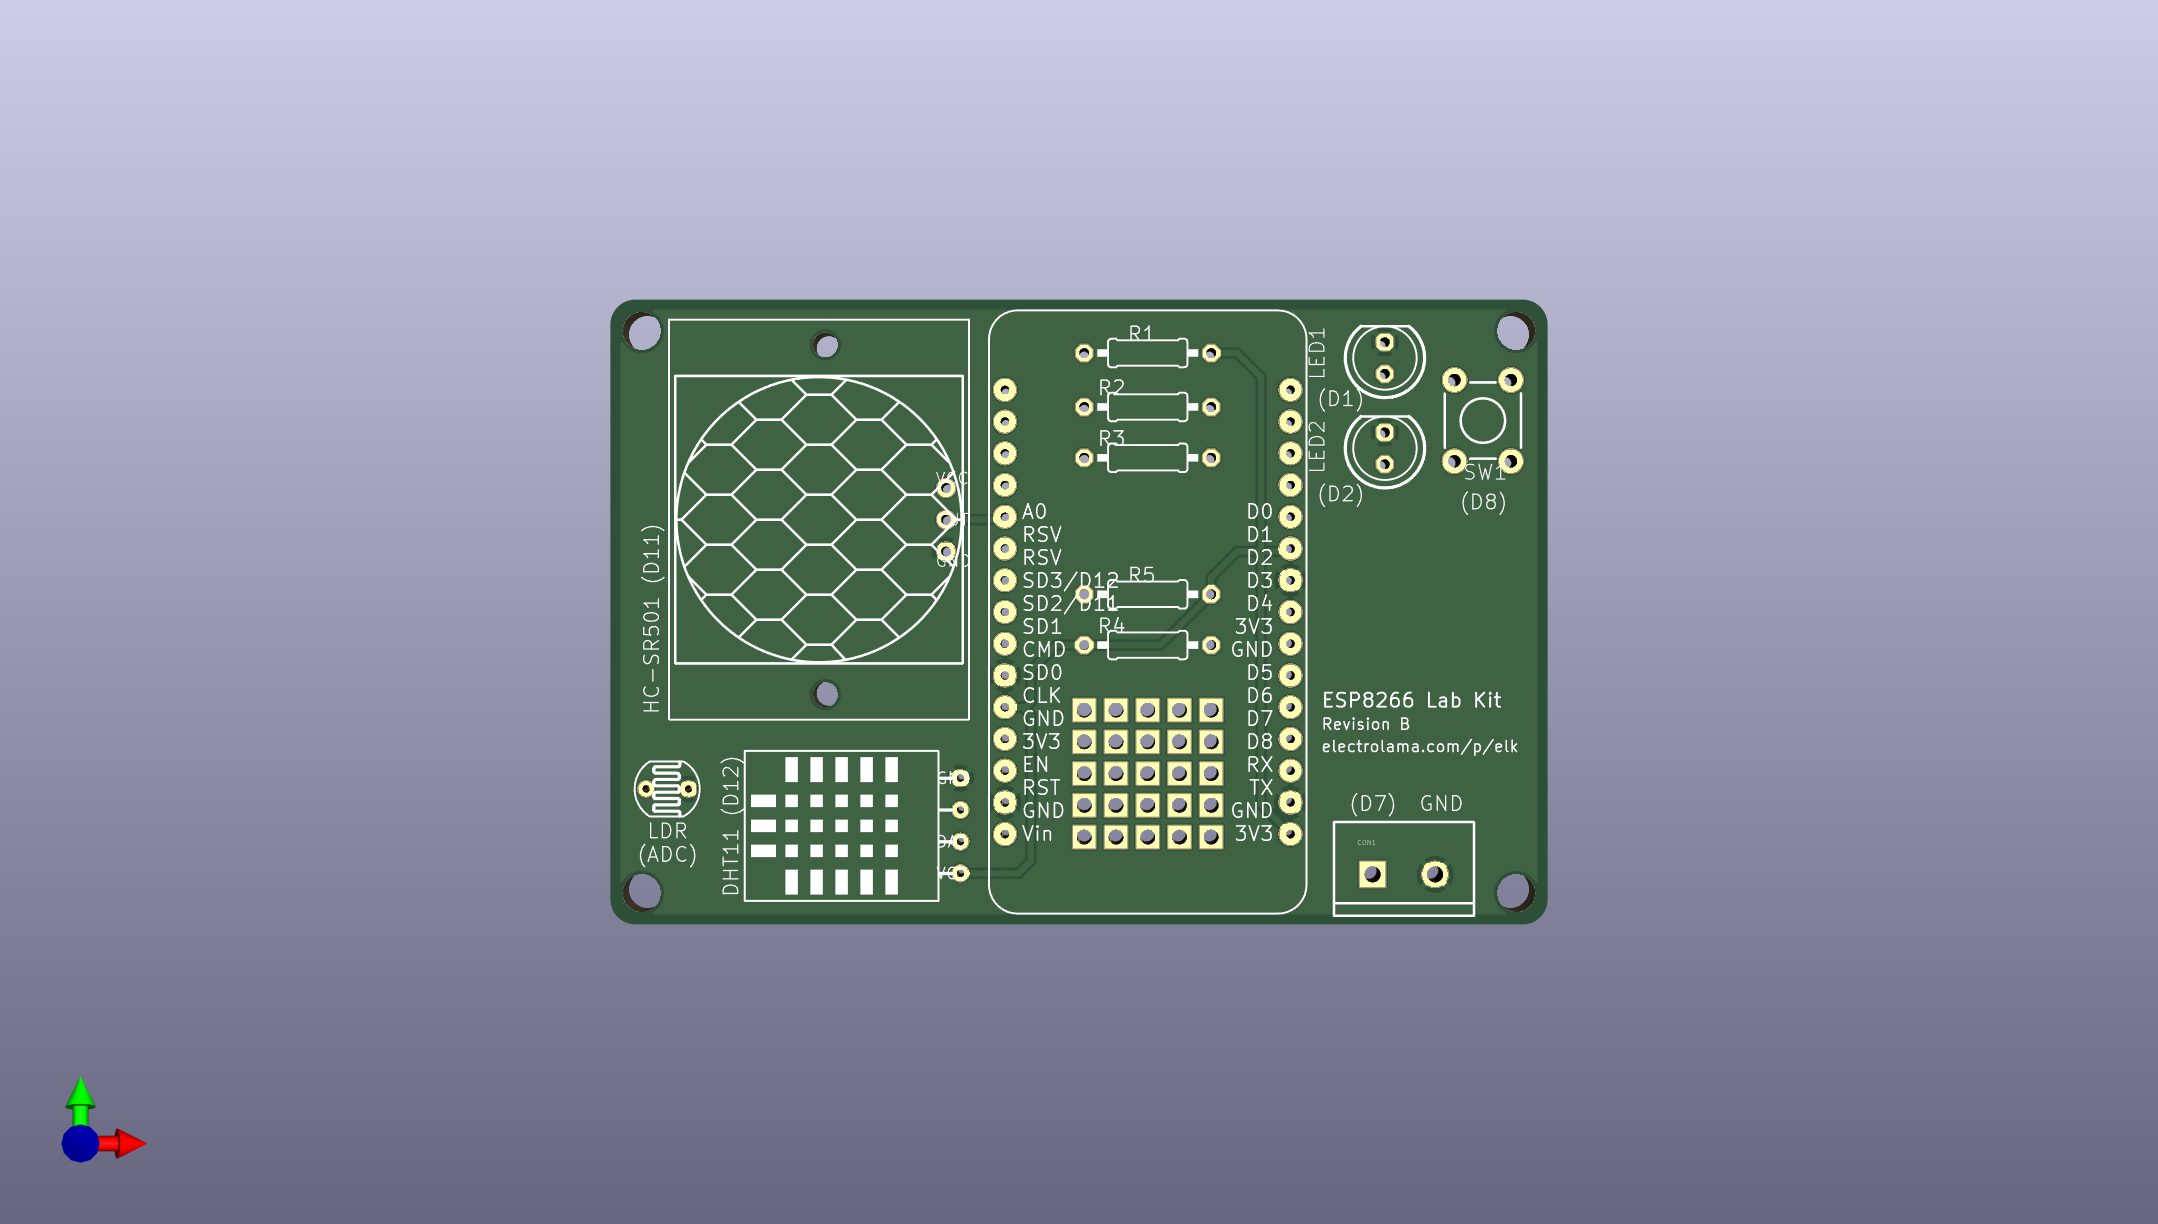 HC-SR501 (D11)
VCC
GND
LDR
(ADC)
DHT11 (D12)
R1
R2
R3
R5
R4
A0
RSV
RSV
SD3/D12
SD2/D11
SD1
CMD
SD0
CLK
GND
3V3
EN
RST
GND
Vin
D0
D1
D2
D3
D4
3V3
GND
D5
D6
D7
D8
RX
TX
GND
3V3
LED1
(D1)
LED2
(D2)
SW1
(D8)
ESP8266 Lab Kit
Revision B
electrolama.com/p/elk
(D7) GND
CON1